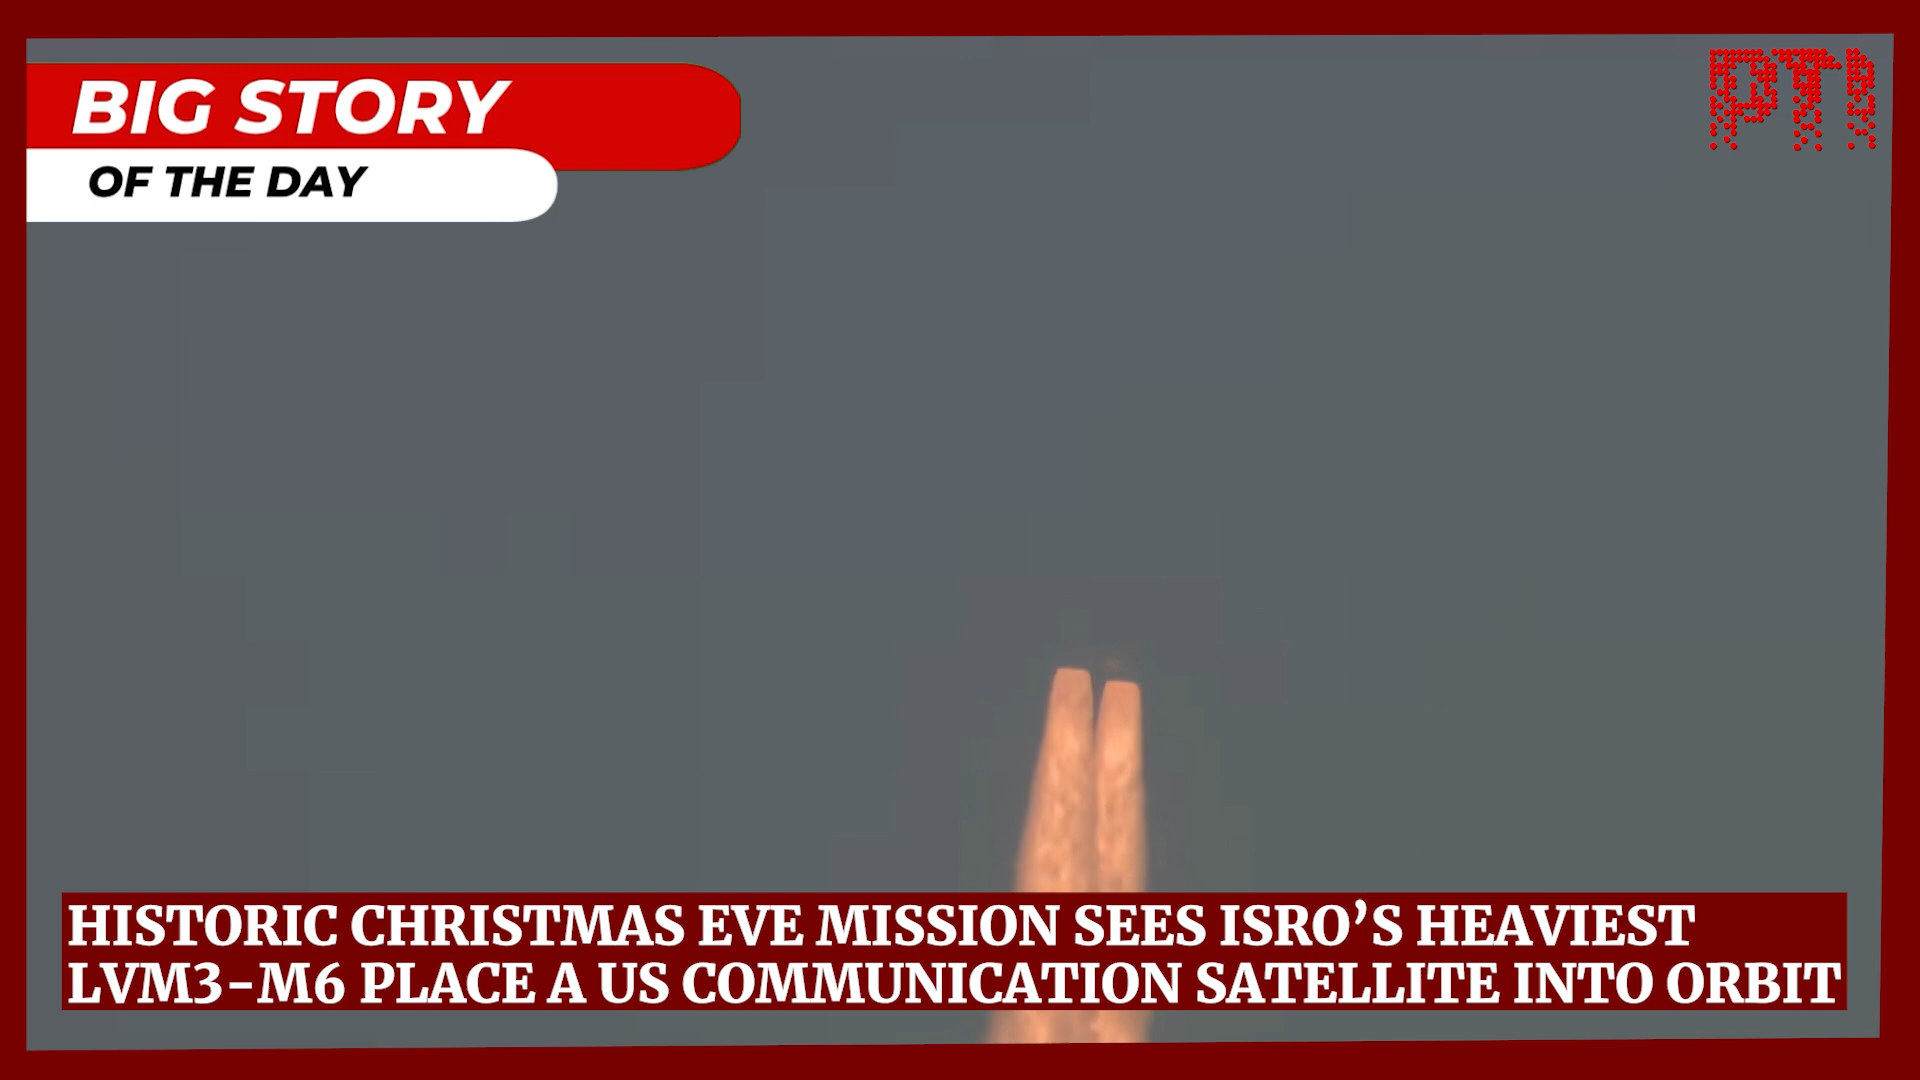 BIG STORY
OF THE DAY
PTI
HISTORIC CHRISTMAS EVE MISSION SEES ISRO’S HEAVIEST
LVM3-M6 PLACE A US COMMUNICATION SATELLITE INTO ORBIT